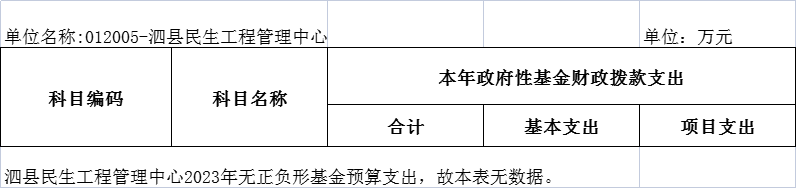 单位名称:012005-泗县民生工程管理中心 单位：万元
科目编码 科目名称 本年政府性基金财政拨款支出
合计 基本支出 项目支出
泗县民生工程管理中心2023年无正负形基金预算支出，故本表无数据。